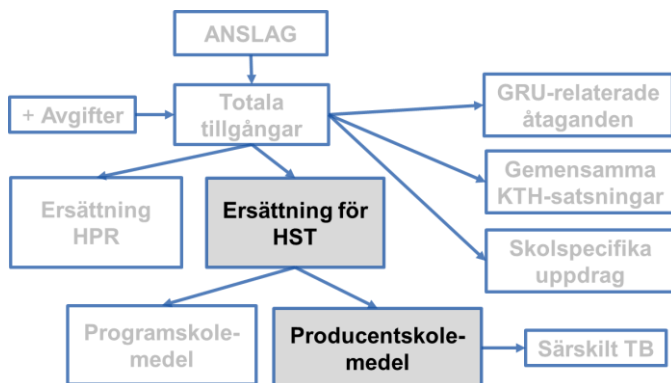 ANSLAG
+ Avgifter
Totala
tillgångar
GRU-relaterade
åtaganden
Gemensamma
KTH-satsningar
Skolspecifika
uppdrag
Ersättning
HPR
Ersättning för
HST
Programskole-
medel
Producentskole-
medel
Särskilt TB